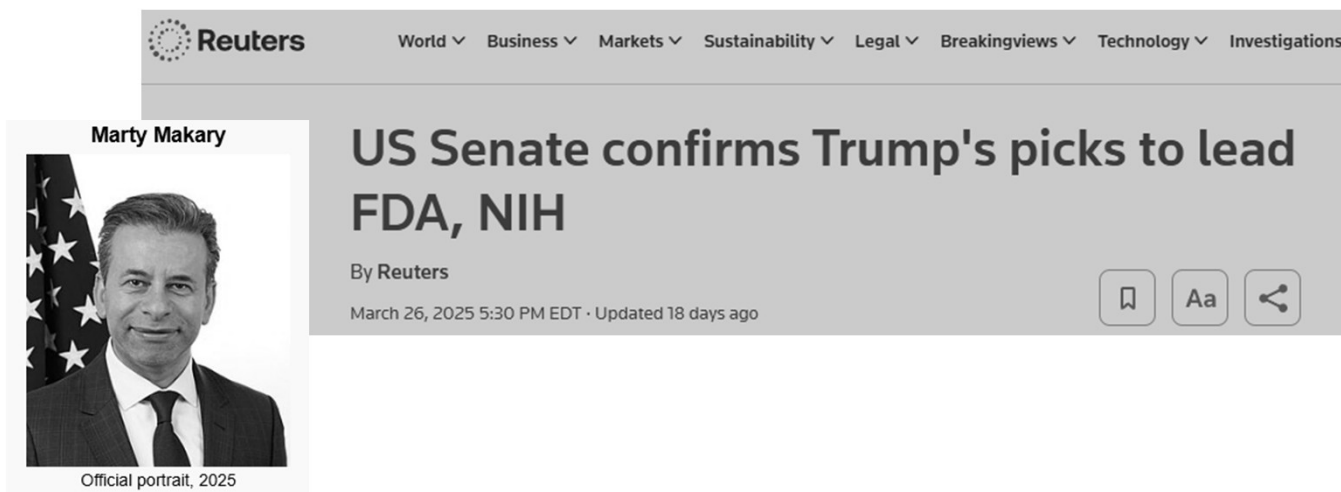 Reuters
World Business Markets Sustainability Legal Breakingviews Technology Investigations
Marty Makary
US Senate confirms Trump's picks to lead
FDA, NIH
By Reuters
March 26, 2025 5:30 PM EDT · Updated 18 days ago
Aa
Official portrait, 2025